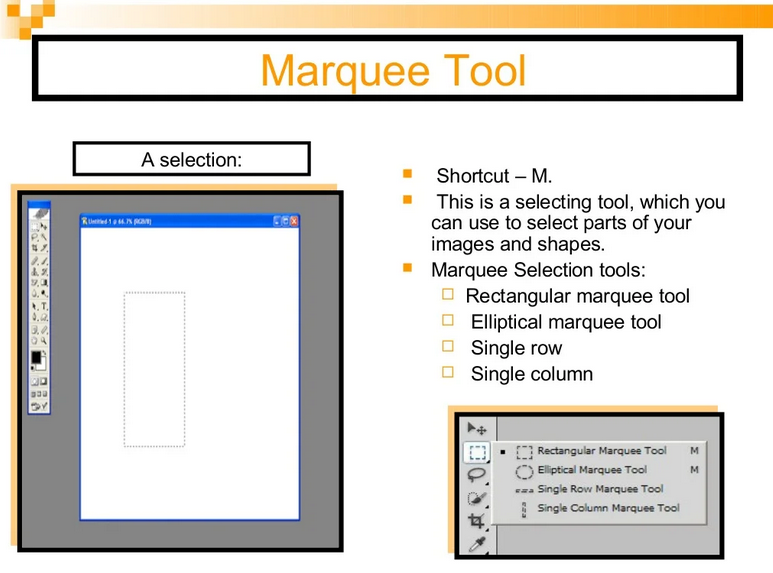 Marquee Tool
A selection:
Untitled-1 @ 66.7% (RGB/8)
Shortcut – M.
This is a selecting tool, which you
can use to select parts of your
images and shapes.
Marquee Selection tools:
Rectangular marquee tool
Elliptical marquee tool
Single row
Single column
Rectangular Marquee Tool M
Elliptical Marquee Tool M
Single Row Marquee Tool
Single Column Marquee Tool